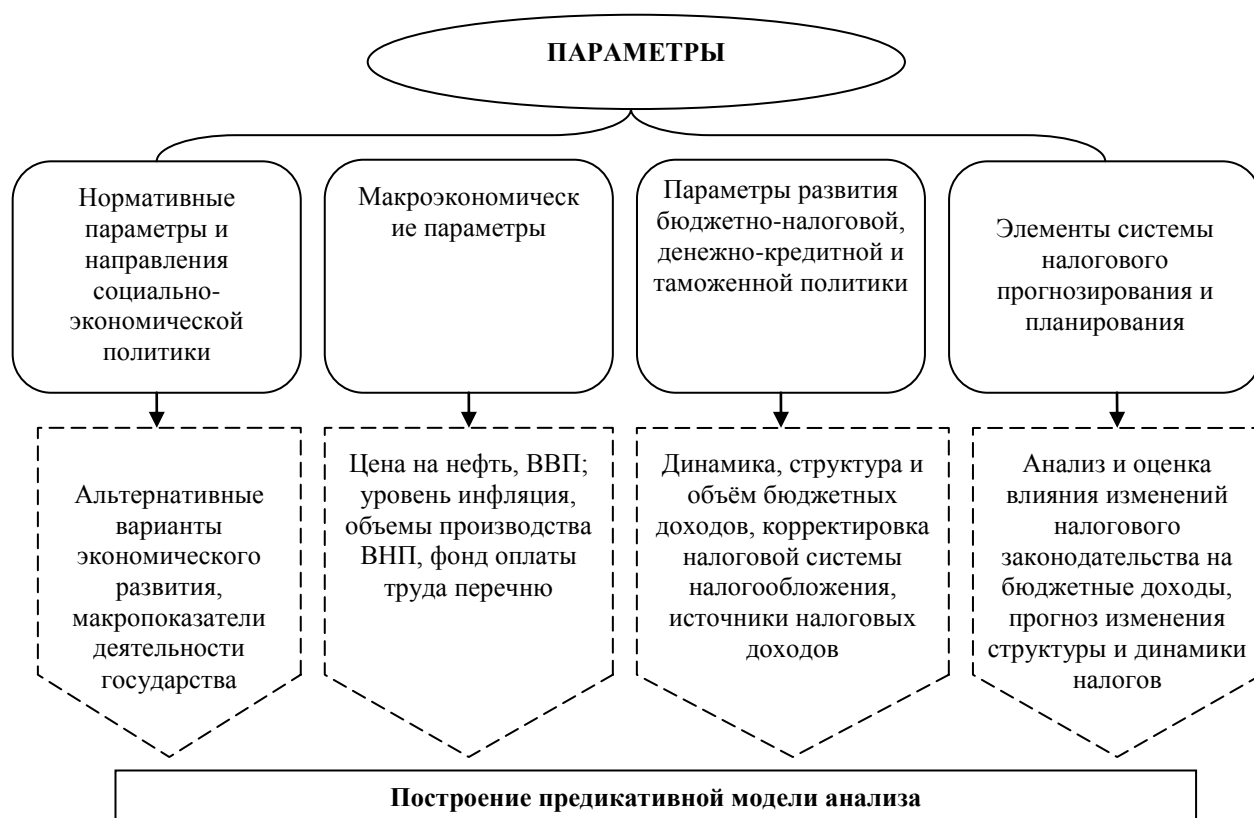 ПАРАМЕТРЫ
Нормативные
параметры и
направления
социально-
экономической
политики
Макроэкономическ
ие параметры
Параметры развития
бюджетно-налоговой,
денежно-кредитной и
таможенной политики
Элементы системы
налогового
прогнозирования и
планирования
Альтернативные
варианты
экономического
развития,
макропоказатели
деятельности
государства
Цена на нефть, ВВП;
уровень инфляция,
объемы производства
ВНП, фонд оплаты
труда перечню
Динамика, структура и
объём бюджетных
доходов, корректировка
налоговой системы
налогообложения,
источники налоговых
доходов
Анализ и оценка
влияния изменений
налогового
законодательства на
бюджетные доходы,
прогноз изменения
структуры и динамики
налогов
Построение предикативной модели анализа